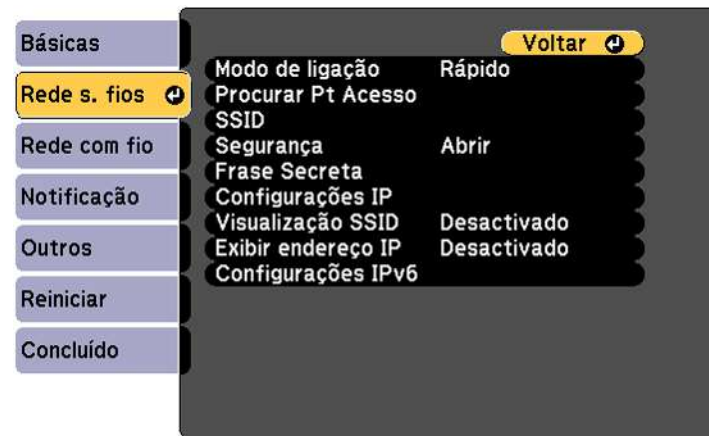 Básicas
Rede s. fios
Rede com fio
Notificação
Outros
Reiniciar
Concluído
Voltar
Modo de ligação Rápido
Procurar Pt Acesso
SSID
Segurança Abrir
Frase Secreta
Configurações IP
Visualização SSID Desactivado
Exibir endereço IP Desactivado
Configurações IPv6